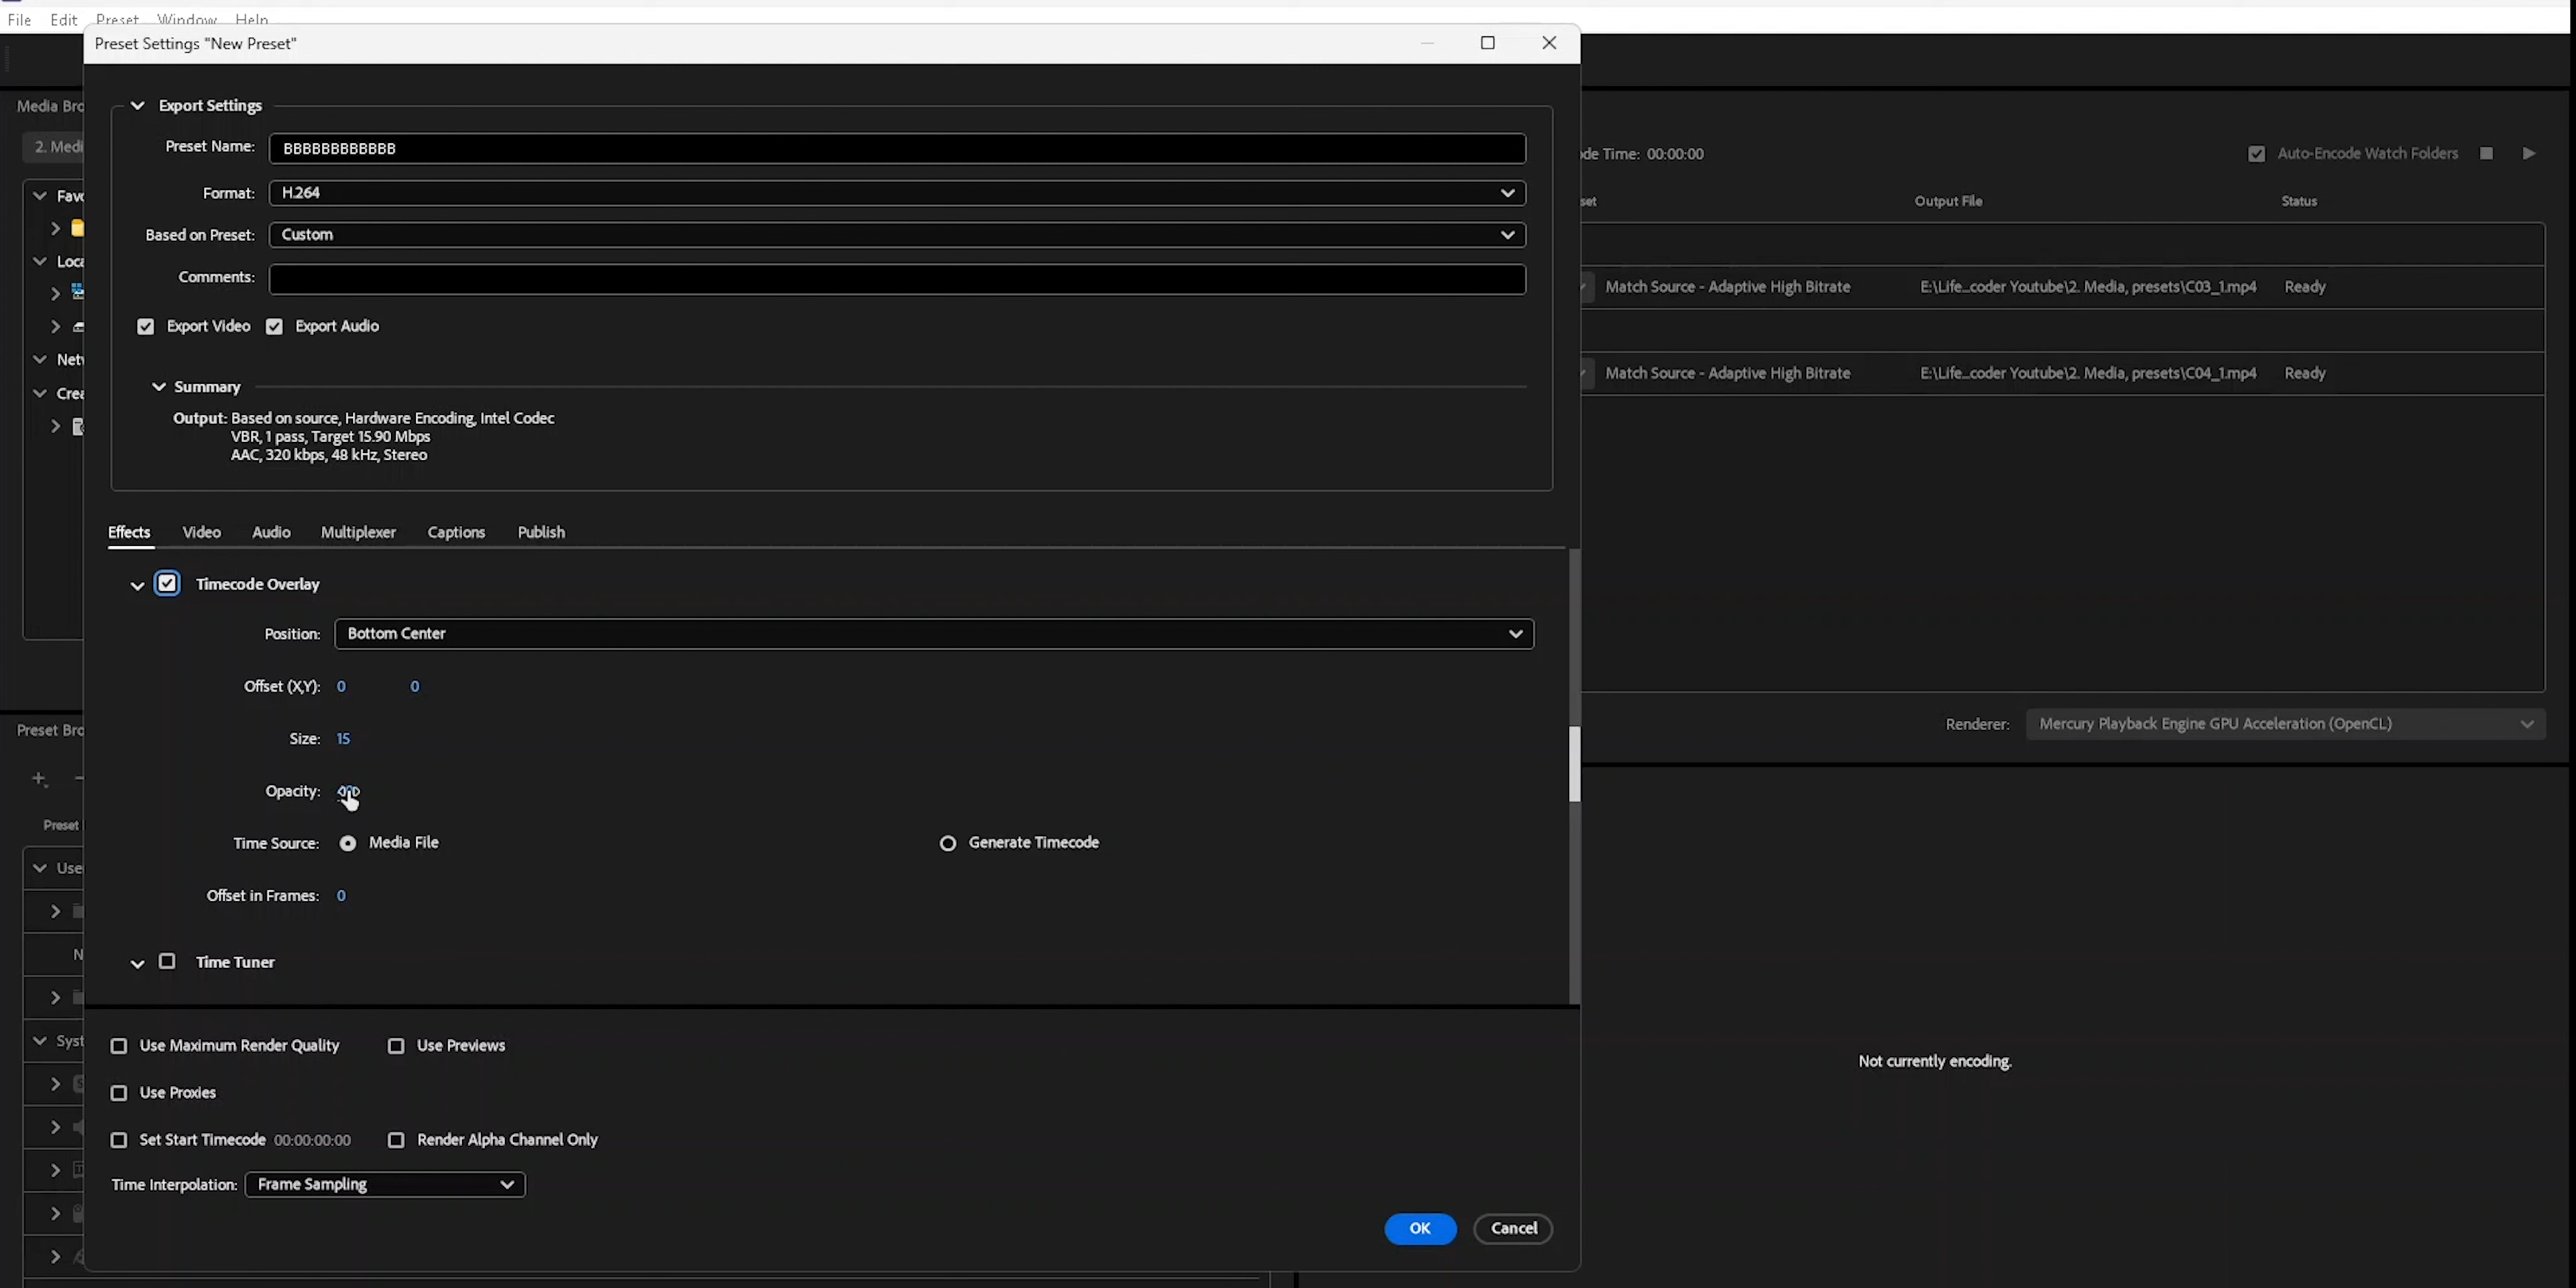 File Edit Preset Window Help
Preset Settings "New Preset"
Export Settings
Preset Name: BBBBBBBBBBBB
Format: H.264
Based on Preset: Custom
Comments:
Export Video Export Audio
Summary
Output: Based on source, Hardware Encoding, Intel Codec
VBR, 1 pass, Target 15.90 Mbps
AAC, 320 kbps, 48 kHz, Stereo
Effects Video Audio Multiplexer Captions Publish
Timecode Overlay
Position: Bottom Center
Offset (X,Y): 0 0
Size: 15
Opacity:
Time Source: Media File Generate Timecode
Offset in Frames: 0
Time Tuner
Use Maximum Render Quality Use Previews
Use Proxies
Set Start Timecode 00:00:00:00 Render Alpha Channel Only
Time Interpolation: Frame Sampling
OK Cancel
Media Bro
2. Medi
Favo
Loca
Netw
Crea
Preset Bro
Preset
Use
N
Syst
de Time: 00:00:00 Auto-Encode Watch Folders
set Output File Status
Match Source - Adaptive High Bitrate E:\Life...coder Youtube\2. Media, presets\C03_1.mp4 Ready
Match Source - Adaptive High Bitrate E:\Life...coder Youtube\2. Media, presets\C04_1.mp4 Ready
Renderer: Mercury Playback Engine GPU Acceleration (OpenCL)
Not currently encoding.